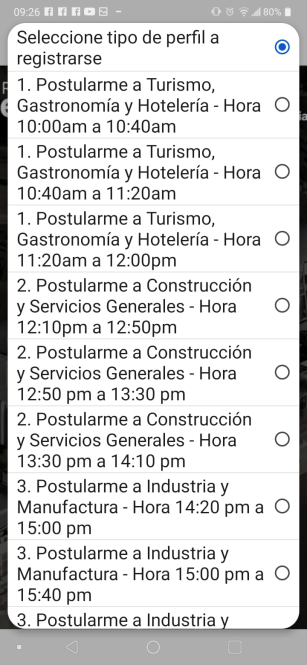 09:26
80%
Seleccione tipo de perfil a
registrarse
1. Postularme a Turismo,
Gastronomía y Hotelería - Hora
10:00am a 10:40am
1. Postularme a Turismo,
Gastronomía y Hotelería - Hora
10:40am a 11:20am
1. Postularme a Turismo,
Gastronomía y Hotelería - Hora
11:20am a 12:00pm
2. Postularme a Construcción
y Servicios Generales - Hora
12:10pm a 12:50pm
2. Postularme a Construcción
y Servicios Generales - Hora
12:50 pm a 13:30 pm
2. Postularme a Construcción
y Servicios Generales - Hora
13:30 pm a 14:10 pm
3. Postularme a Industria y
Manufactura - Hora 14:20 pm a
15:00 pm
3. Postularme a Industria y
Manufactura - Hora 15:00 pm a
15:40 pm
3. Postularme a Industria y